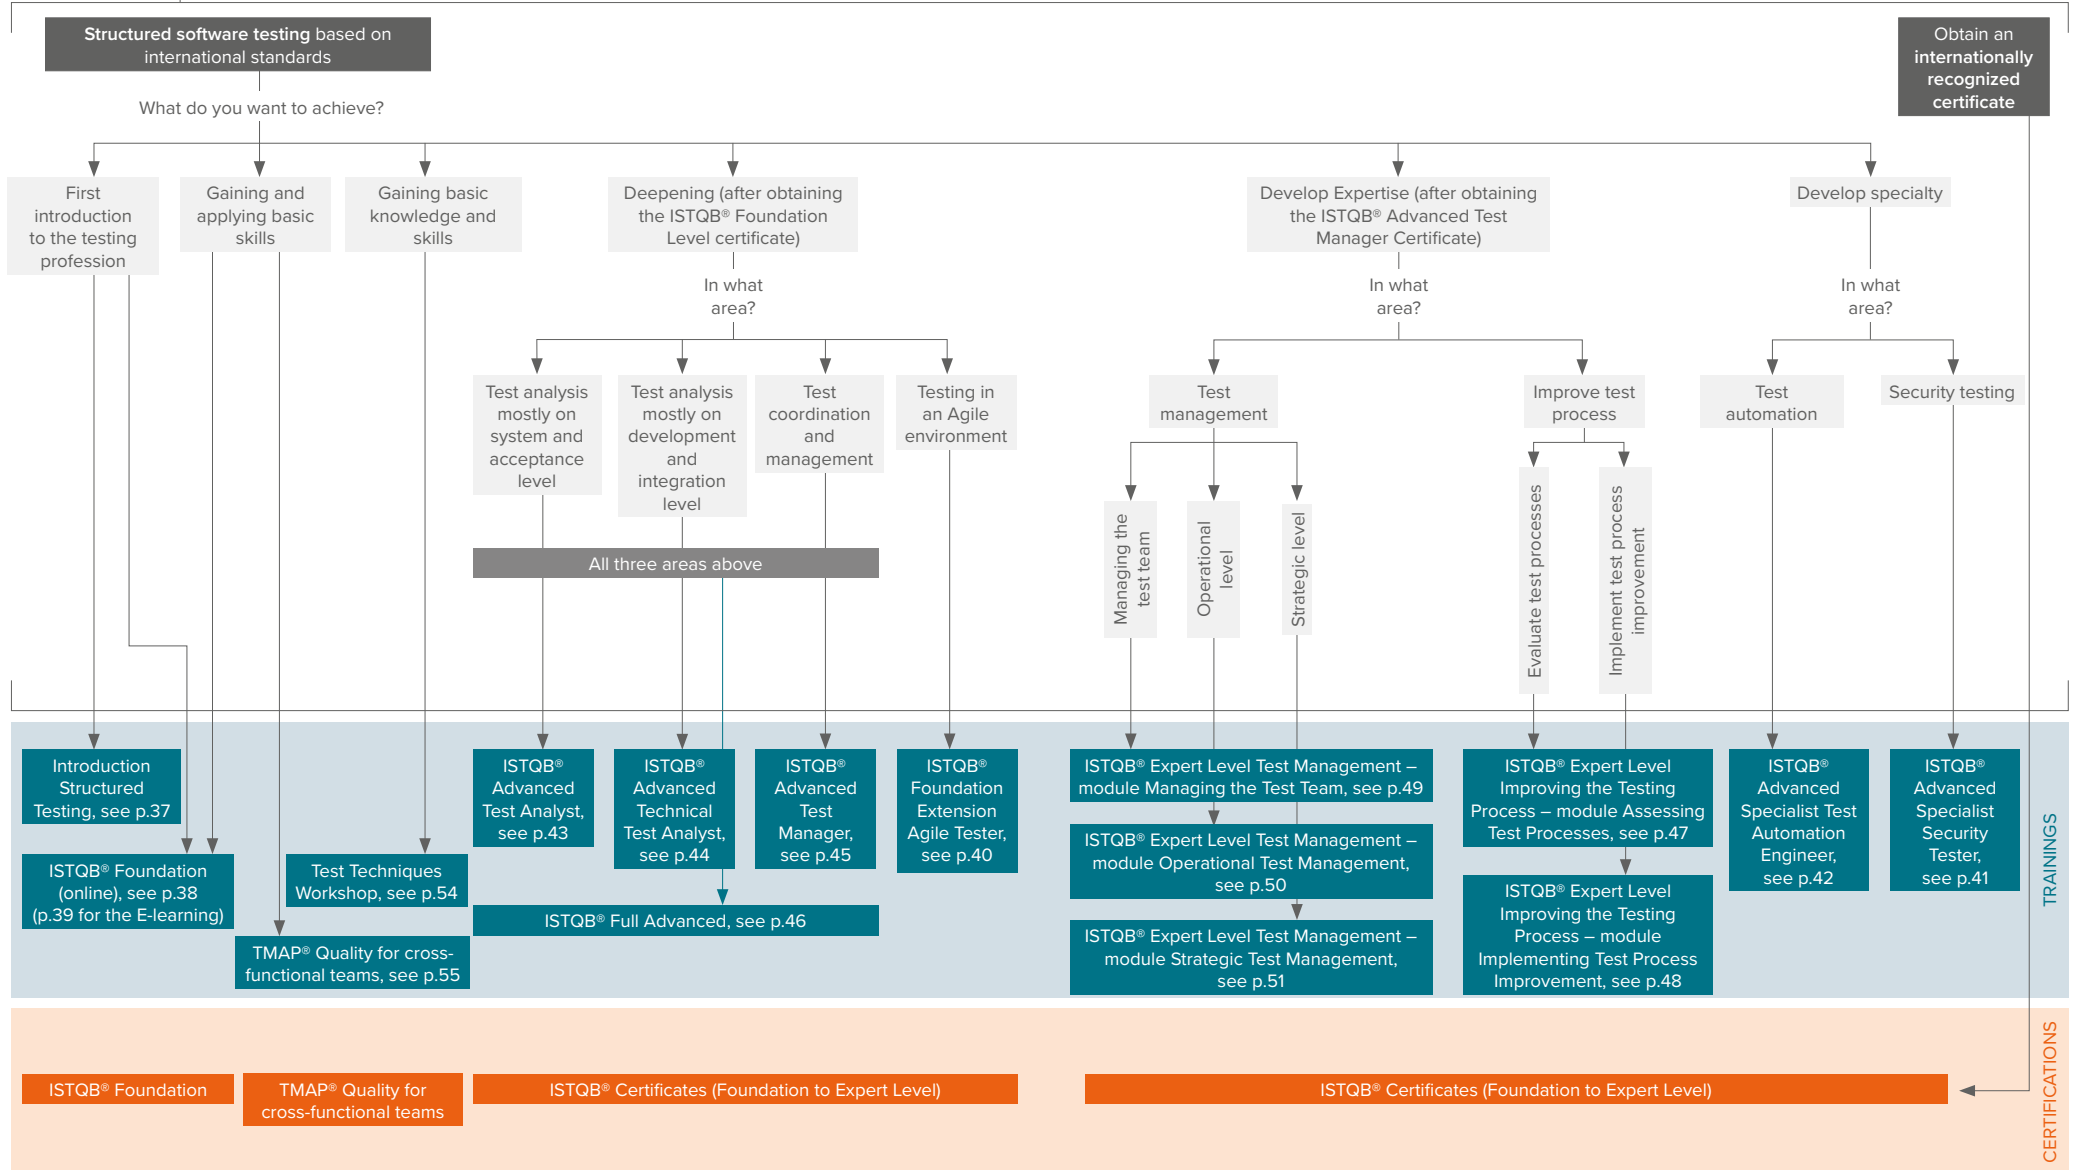 Structured software testing based on
international standards
Obtain an
internationally
recognized
certificate
What do you want to achieve?
First
introduction
to the testing
profession
Gaining and
applying basic
skills
Gaining basic
knowledge and
skills
Deepening (after obtaining
the ISTQB® Foundation
Level certificate)
Develop Expertise (after obtaining
the ISTQB® Advanced Test
Manager Certificate)
Develop specialty
In what
area?
In what
area?
In what
area?
Test analysis
mostly on
system and
acceptance
level
Test analysis
mostly on
development
and
integration
level
Test
coordination
and
management
Testing in
an Agile
environment
Test
management
Improve test
process
Test
automation
Security testing
All three areas above
Managing the
test team
Operational
level
Strategic level
Evaluate test processes
Implement test process
improvement
Introduction
Structured
Testing, see p.37
ISTQB® Foundation
(online), see p.38
(p.39 for the E-learning)
TMAP® Quality for cross-
functional teams, see p.55
Test Techniques
Workshop, see p.54
ISTQB®
Advanced
Test Analyst,
see p.43
ISTQB®
Advanced
Technical
Test Analyst,
see p.44
ISTQB®
Advanced
Test
Manager,
see p.45
ISTQB®
Foundation
Extension
Agile Tester,
see p.40
ISTQB® Full Advanced, see p.46
ISTQB® Expert Level Test Management –
module Managing the Test Team, see p.49
ISTQB® Expert Level Test Management –
module Operational Test Management,
see p.50
ISTQB® Expert Level Test Management –
module Strategic Test Management,
see p.51
ISTQB® Expert Level
Improving the Testing
Process – module Assessing
Test Processes, see p.47
ISTQB® Expert Level
Improving the Testing
Process – module
Implementing Test Process
Improvement, see p.48
ISTQB®
Advanced
Specialist Test
Automation
Engineer,
see p.42
ISTQB®
Advanced
Specialist
Security
Tester,
see p.41
TRAININGS
ISTQB® Foundation
TMAP® Quality for
cross-functional teams
ISTQB® Certificates (Foundation to Expert Level)
ISTQB® Certificates (Foundation to Expert Level)
CERTIFICATIONS